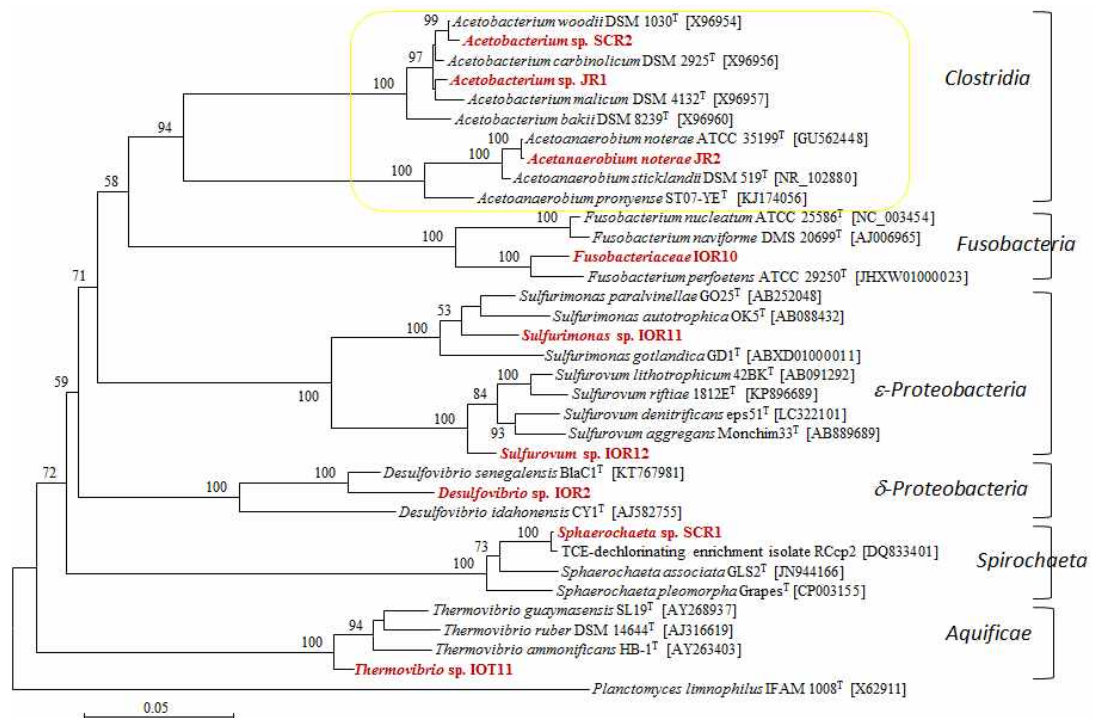 99
Acetobacterium woodii DSM 1030T [X96954]
Acetobacterium sp. SCR2
97
Acetobacterium carbinolicum DSM 2925T [X96956]
Clostridia
100
Acetobacterium sp. JR1
Acetobacterium malicum DSM 4132T [X96957]
Acetobacterium bakii DSM 8239T [X96960]
94
100
Acetoanaerobium noterae ATCC 35199T [GU562448]
100
Acetanaerobium noterae JR2
100
Acetoanaerobium sticklandii DSM 519T [NR_102880]
58
Acetoanaerobium pronyense ST07-YET [KJ174056]
100
Fusobacterium nucleatum ATCC 25586T [NC_003454]
100
Fusobacterium naviforme DMS 20699T [AJ006965]
Fusobacteria
100
Fusobacteriaceae IOR10
71
Fusobacterium perfoetens ATCC 29250T [JHXW01000023]
Sulfurimonas paralvinellae GO25T [AB252048]
53
Sulfurimonas autotrophica OK5T [AB088432]
100
Sulfurimonas sp. IOR11
Sulfurimonas gotlandica GD1T [ABXD01000011]
59
100
Sulfurovum lithotrophicum 42BKT [AB091292]
ε-Proteobacteria
84
Sulfurovum riftiae 1812ET [KP896689]
100
Sulfurovum denitrificans eps51T [LC322101]
100
93
Sulfurovum aggregans Monchim33T [AB889689]
Sulfurovum sp. IOR12
72
100
Desulfovibrio senegalensis BlaC1T [KT767981]
100
Desulfovibrio sp. IOR2
δ-Proteobacteria
Desulfovibrio idahonensis CY1T [AJ582755]
100
Sphaerochaeta sp. SCR1
73
TCE-dechlorinating enrichment isolate RCcp2 [DQ833401]
Spirochaeta
100
Sphaerochaeta associata GLS2T [JN944166]
Sphaerochaeta pleomorpha GrapesT [CP003155]
Thermovibrio guaymasensis SL19T [AY268937]
94
Thermovibrio ruber DSM 14644T [AJ316619]
Aquificae
100
Thermovibrio ammonificans HB-1T [AY263403]
Thermovibrio sp. IOT11
Planctomyces limnophilus IFAM 1008T [X62911]
0.05